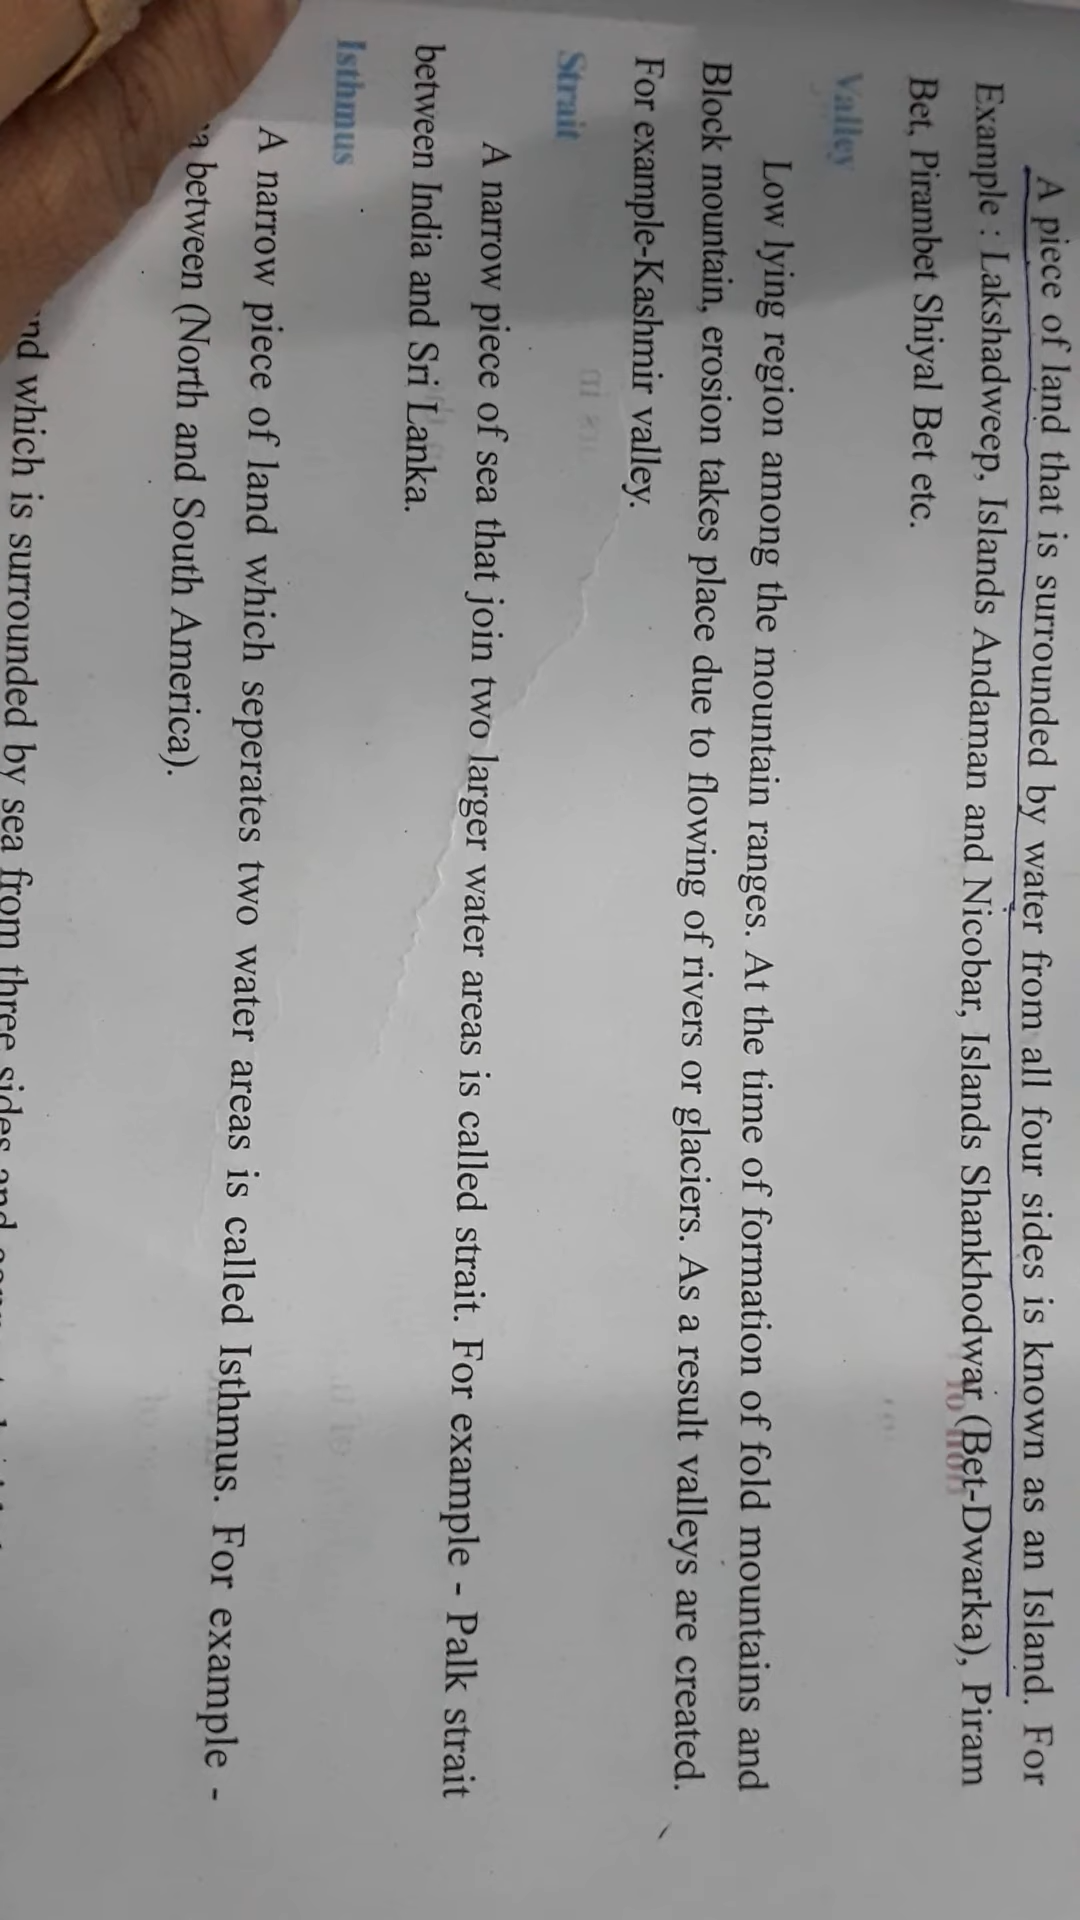 A piece of land that is surrounded by water from all four sides is known as an Island. For
Example : Lakshadweep, Islands Andaman and Nicobar, Islands Shankhodwar (Bet-Dwarka), Piram
Bet, Pirambet Shiyal Bet etc.
Valley
Low lying region among the mountain ranges. At the time of formation of fold mountains and
Block mountain, erosion takes place due to flowing of rivers or glaciers. As a result valleys are created.
For example-Kashmir valley.
Strait
A narrow piece of sea that join two larger water areas is called strait. For example - Palk strait
between India and Sri Lanka.
Isthmus
A narrow piece of land which seperates two water areas is called Isthmus. For example -
between (North and South America).
which is surrounded by sea from three sides and